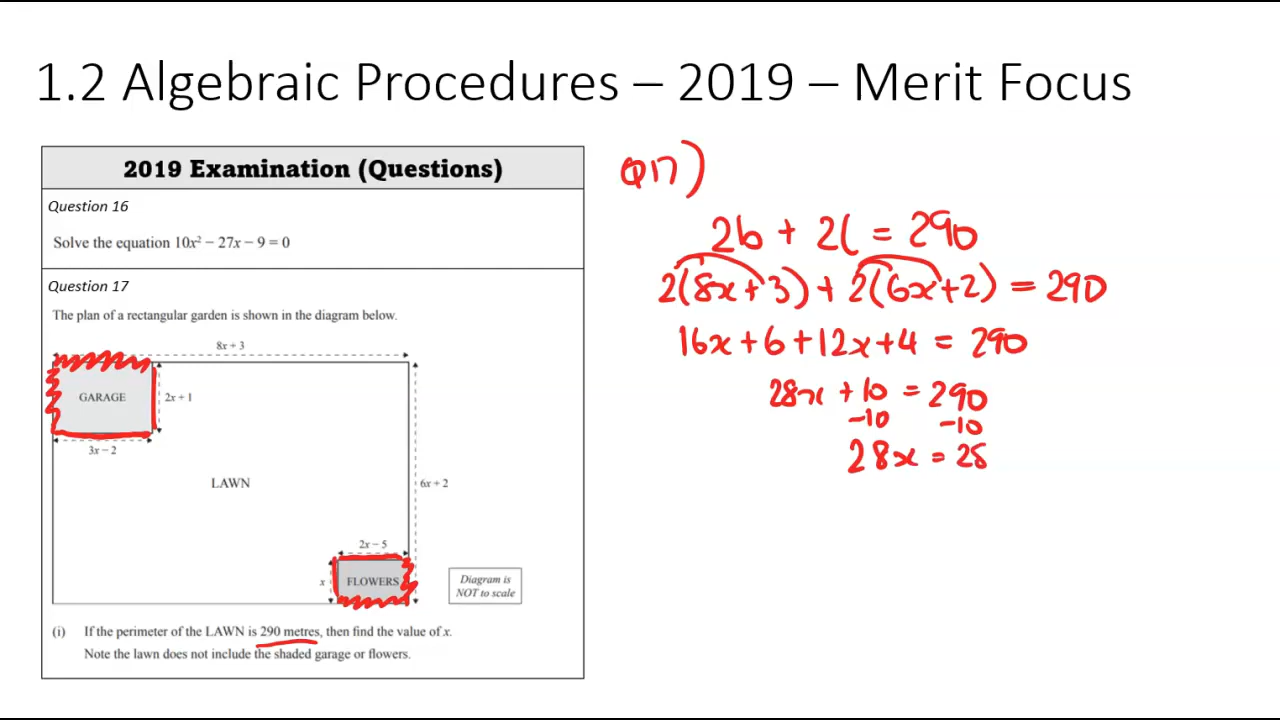 1.2 Algebraic Procedures – 2019 – Merit Focus
2019 Examination (Questions)
Question 16
Solve the equation 10x² − 27x − 9 = 0
Question 17
The plan of a rectangular garden is shown in the diagram below.
8x + 3
GARAGE
2x + 1
3x − 2
LAWN
6x + 2
2x − 5
x
FLOWERS
Diagram is
NOT to scale
(i) If the perimeter of the LAWN is 290 metres, then find the value of x.
Note the lawn does not include the shaded garage or flowers.
Q17)
2b + 2l = 290
2(8x+3) + 2(6x+2) = 290
16x + 6 + 12x + 4 = 290
28x + 10 = 290
−10 −10
28x = 28